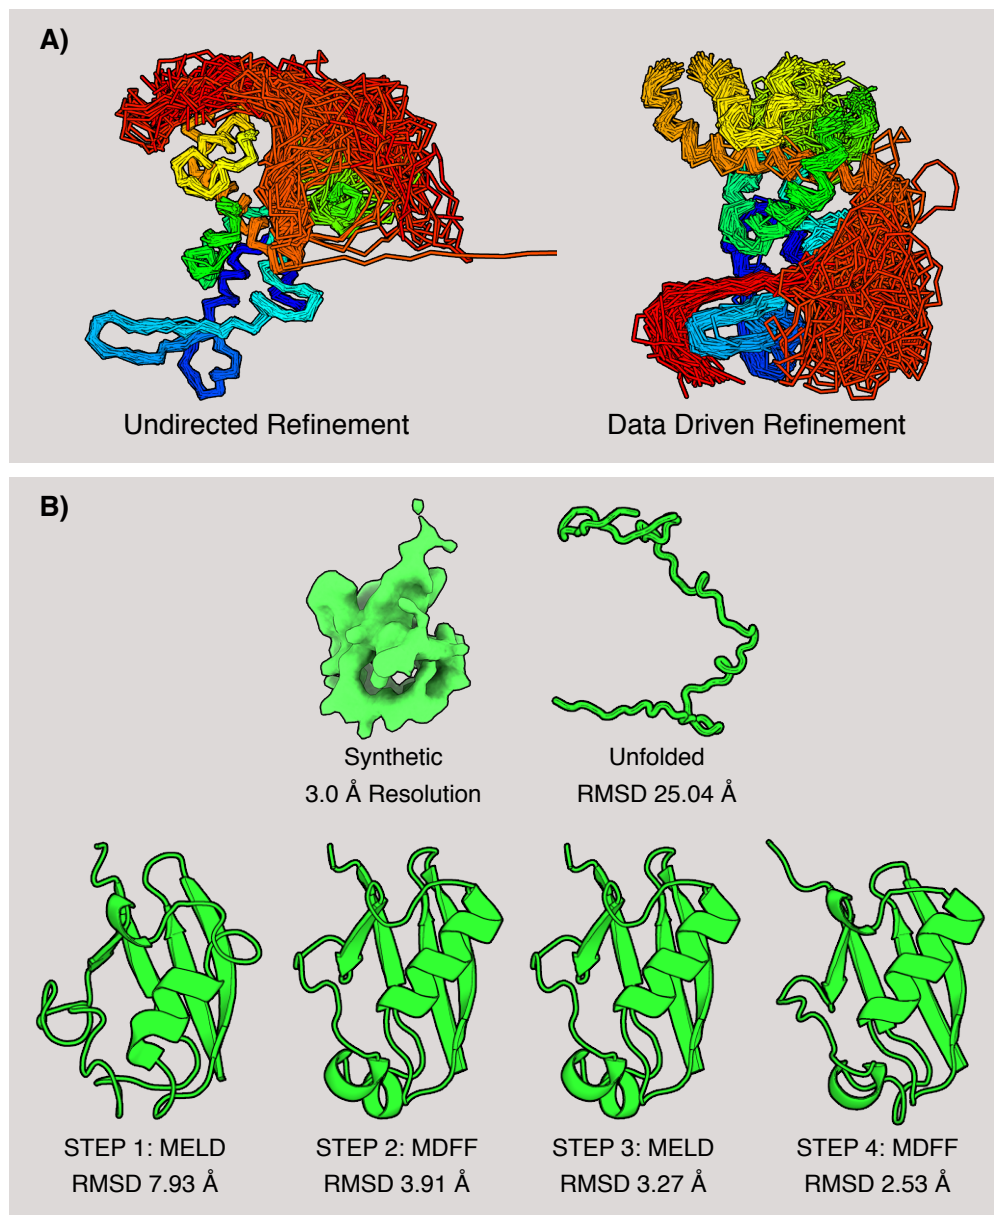 A)
Undirected Refinement
Data Driven Refinement
B)
Synthetic
3.0 Å Resolution
Unfolded
RMSD 25.04 Å
STEP 1: MELD
RMSD 7.93 Å
STEP 2: MDFF
RMSD 3.91 Å
STEP 3: MELD
RMSD 3.27 Å
STEP 4: MDFF
RMSD 2.53 Å